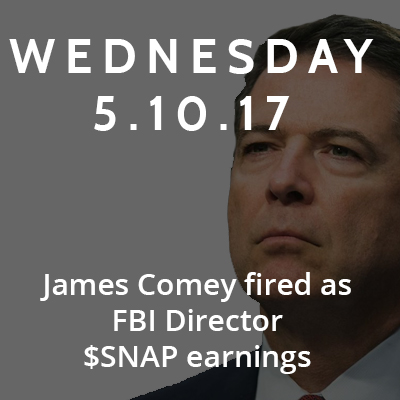 WEDNESDAY
5.10.17
James Comey fired as
FBI Director
$SNAP earnings